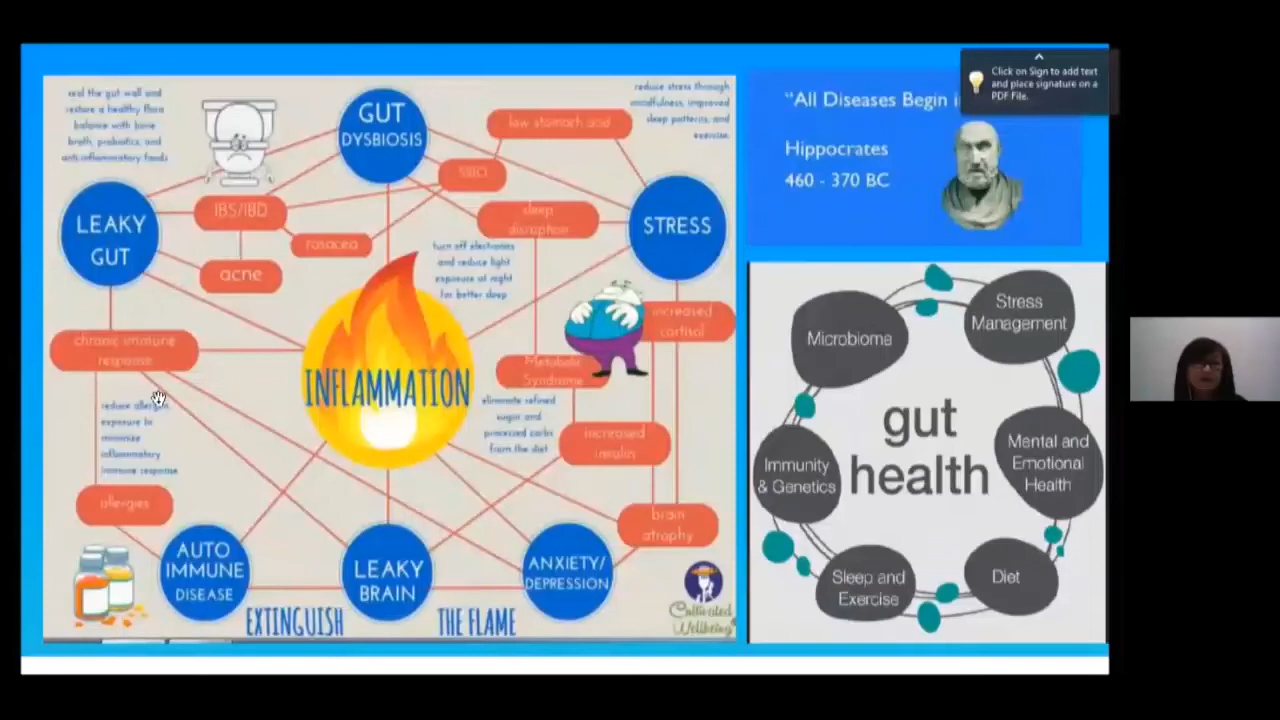 seal the gut wall and
restore a healthy flora
balance with bone
broth, probiotics, and
anti-inflammatory foods
GUT
DYSBIOSIS
low stomach acid
reduce stress through
mindfulness, improved
sleep patterns, and
exercise.
SIBO
LEAKY
GUT
IBS/IBD
rosacea
acne
sleep
disruption
STRESS
turn off electronics
and reduce light
exposure at night
for better sleep
chronic immune
response
INFLAMMATION
increased
cortisol
Metabolic
Syndrome
reduce allergen
exposure to
minimize
inflammatory
immune response
eliminate refined
sugar and
processed carbs
from the diet
increased
insulin
allergies
brain
atrophy
AUTO
IMMUNE
DISEASE
LEAKY
BRAIN
ANXIETY/
DEPRESSION
EXTINGUISH THE FLAME
Cultivated
Wellbeing
"All Diseases Begin
Hippocrates
460 - 370 BC
Click on Sign to add text
and place signature on a
PDF File.
gut
health
Microbiome
Stress
Management
Mental and
Emotional
Health
Diet
Sleep and
Exercise
Immunity
& Genetics